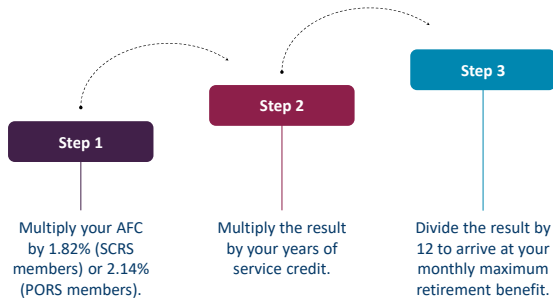 Step 1
Multiply your AFC
by 1.82% (SCRS
members) or 2.14%
(PORS members).
Step 2
Multiply the result
by your years of
service credit.
Step 3
Divide the result by
12 to arrive at your
monthly maximum
retirement benefit.